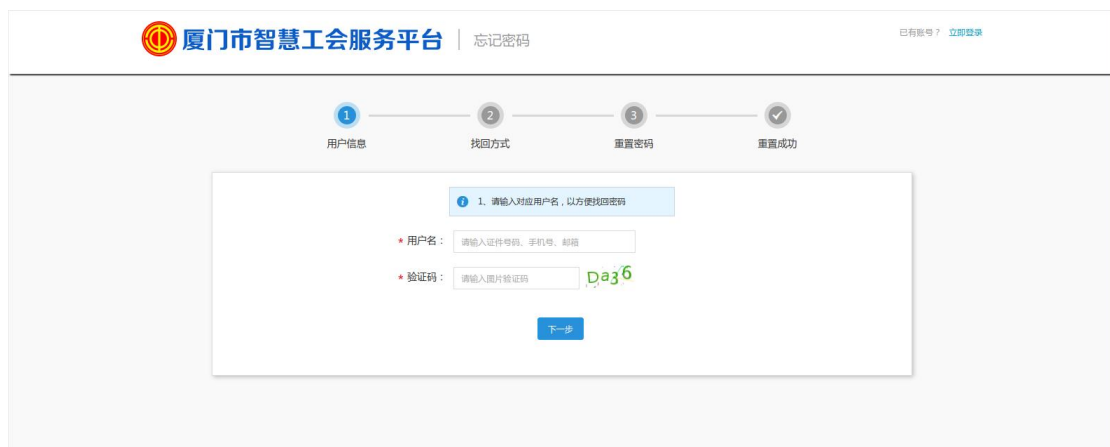 厦门市智慧工会服务平台 忘记密码 已有账号？ 立即登录
1 2 3
用户信息 找回方式 重置密码 重置成功
1、请输入对应用户名，以方便找回密码
* 用户名： 请输入证件号码、手机号、邮箱
* 验证码： 请输入图片验证码 Da36
下一步